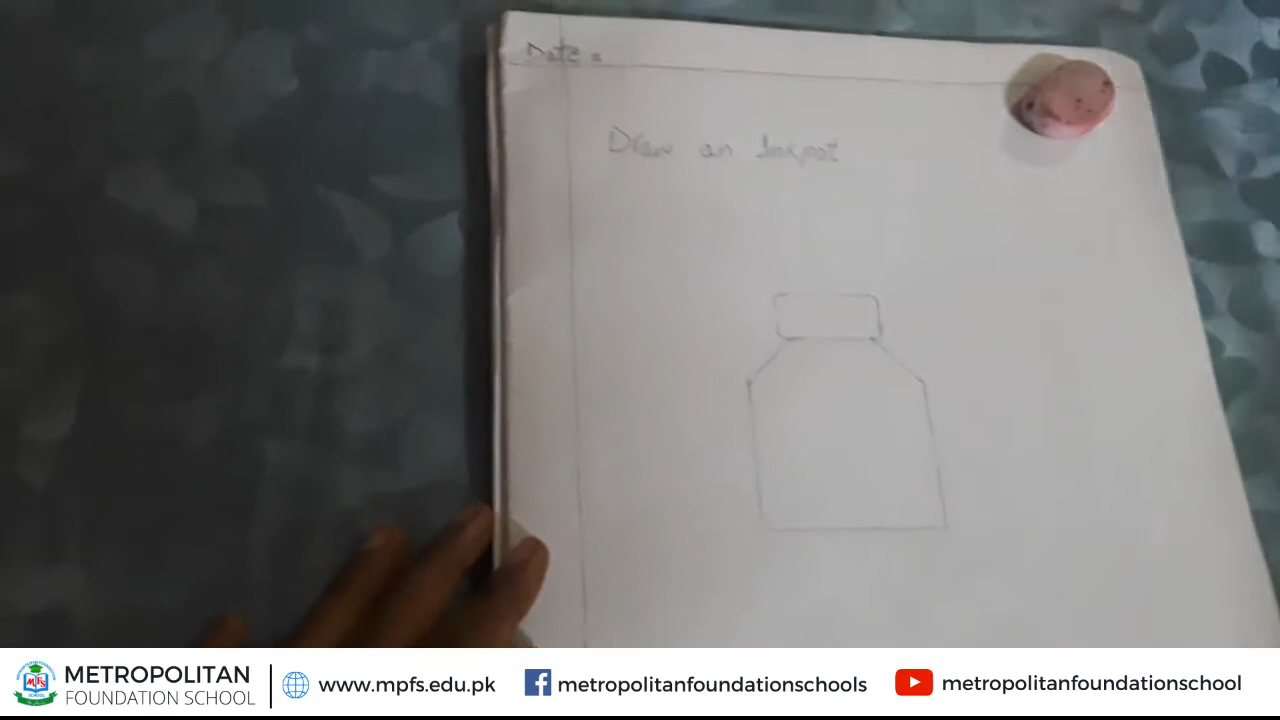 Date =
Draw an Inkpot
METROPOLITAN
FOUNDATION SCHOOL
www.mpfs.edu.pk
metropolitanfoundationschools
metropolitanfoundationschool